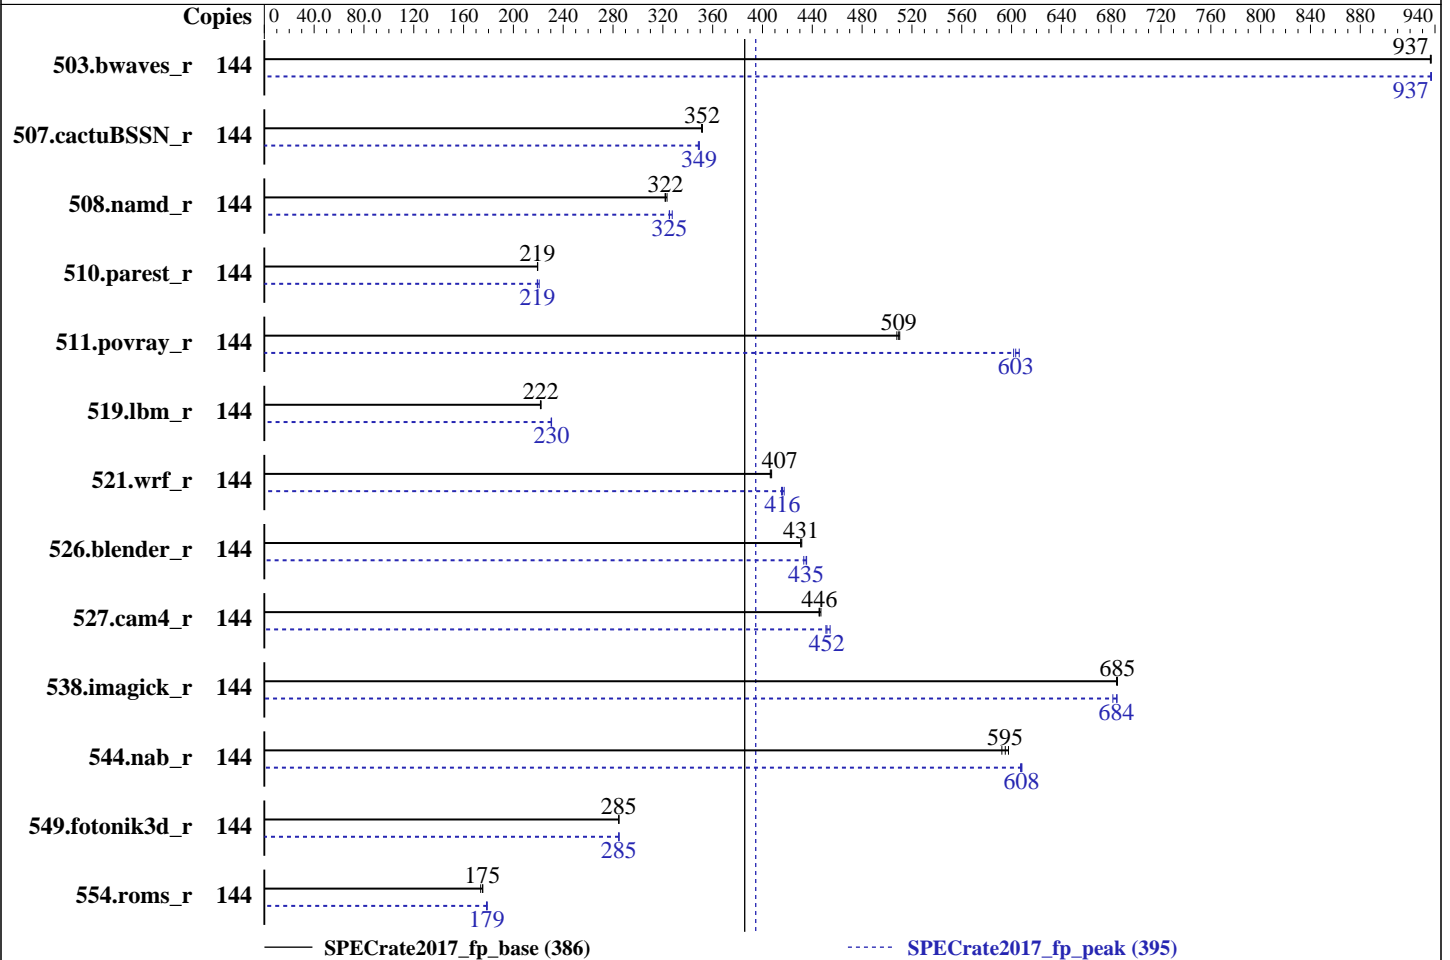 Copies 0 40.0 80.0 120 160 200 240 280 320 360 400 440 480 520 560 600 640 680 720 760 800 840 880 940
503.bwaves_r 144 937
937
507.cactuBSSN_r 144 352
349
508.namd_r 144 322
325
510.parest_r 144 219
219
511.povray_r 144 509
603
519.lbm_r 144 222
230
521.wrf_r 144 407
416
526.blender_r 144 431
435
527.cam4_r 144 446
452
538.imagick_r 144 685
684
544.nab_r 144 595
608
549.fotonik3d_r 144 285
285
554.roms_r 144 175
179
SPECrate2017_fp_base (386) SPECrate2017_fp_peak (395)